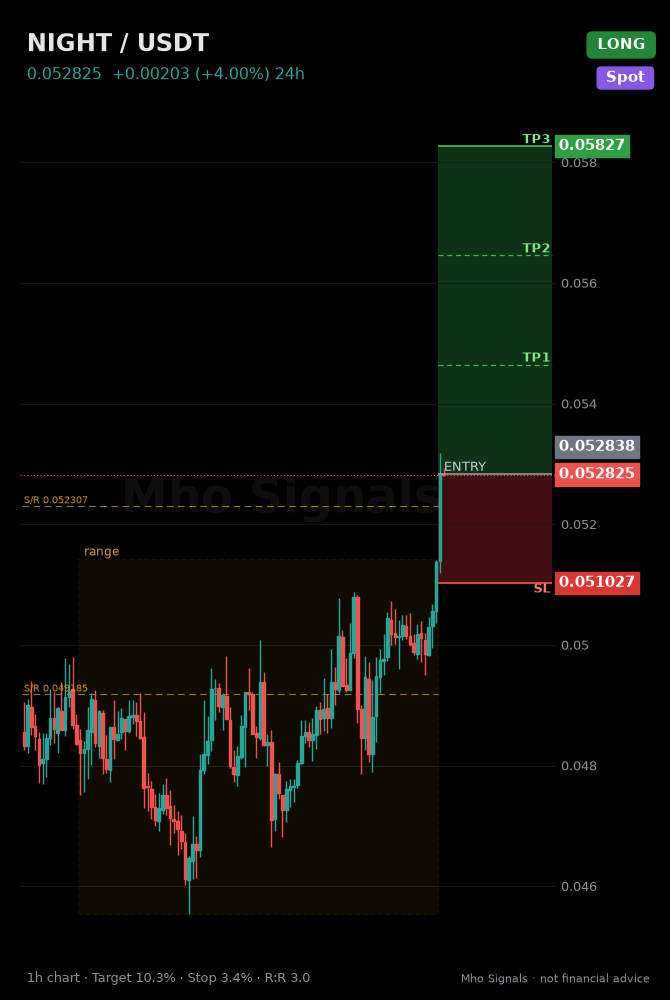 NIGHT / USDT
LONG
0.052825 +0.00203 (+4.00%) 24h
Spot
TP3
0.05827
0.058
TP2
0.056
TP1
0.054
0.052838
ENTRY
0.052825
Mho Signals
S/R 0.052307
0.052
range
0.051027
SL
0.05
S/R 0.049185
0.048
0.046
1h chart · Target 10.3% · Stop 3.4% · R:R 3.0
Mho Signals · not financial advice